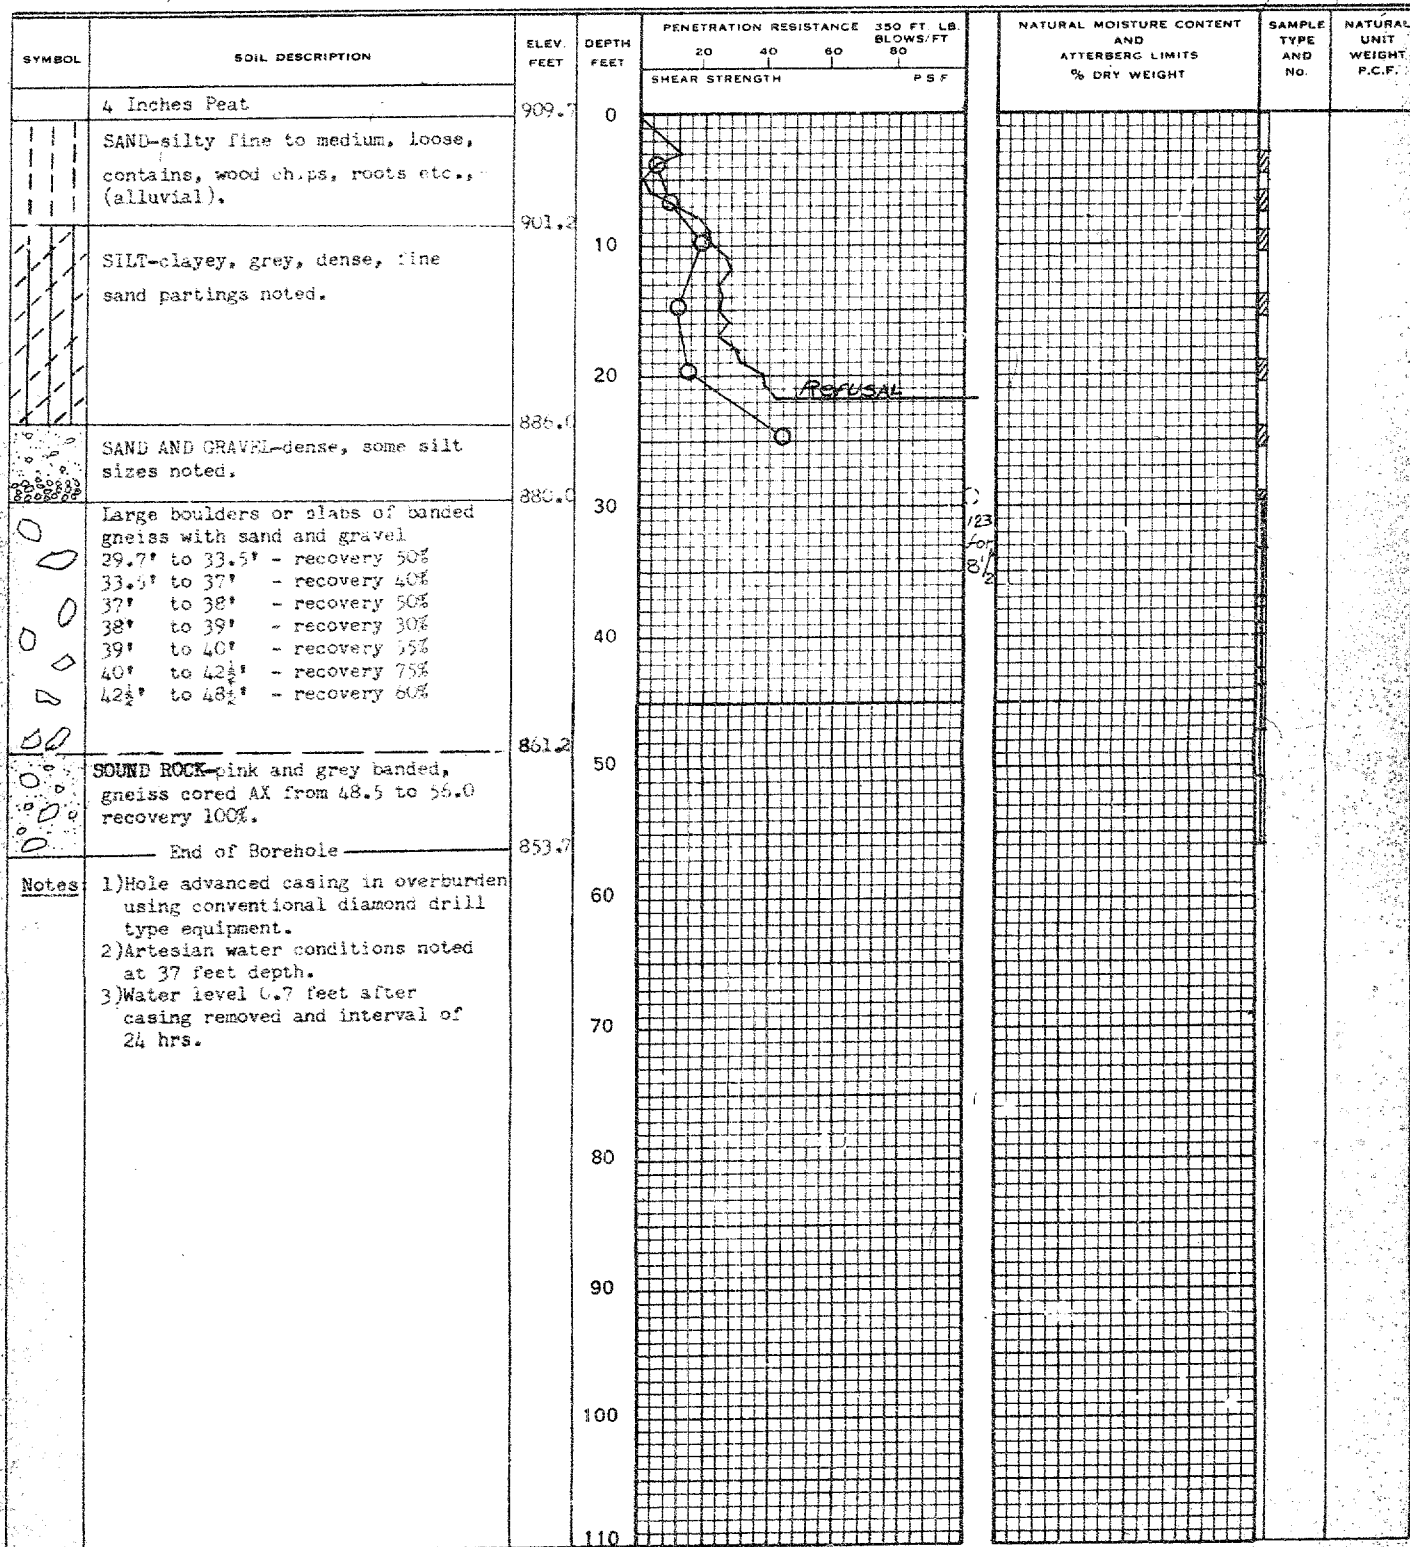 SYMBOL
SOIL DESCRIPTION
ELEV. FEET
DEPTH FEET
PENETRATION RESISTANCE 350 FT. LB. BLOWS/FT
20 40 60 80
SHEAR STRENGTH P S F
NATURAL MOISTURE CONTENT
AND
ATTERBERG LIMITS
% DRY WEIGHT
SAMPLE TYPE AND No.
NATURAL UNIT WEIGHT P.C.F.
4 Inches Peat
909.7
0
SAND-silty fine to medium, loose,
contains, wood chips, roots etc.,
(alluvial).
901.2
10
SILT-clayey, grey, dense, fine
sand partings noted.
20
REFUSAL
886.0
SAND AND GRAVEL-dense, some silt
sizes noted.
880.0
30
123
for
8½
Large boulders or slabs of banded
gneiss with sand and gravel
29.7' to 33.5' - recovery 50%
33.5' to 37' - recovery 40%
37' to 38' - recovery 50%
38' to 39' - recovery 30%
39' to 40' - recovery
40' to 42½' - recovery 75%
42½' to - recovery 60%
40
861.2
50
SOUND ROCK-pink and grey banded,
gneiss cored AX from 48.5 to 56.0
recovery 100%.
End of Borehole
853.7
Notes
1)Hole advanced casing in overburden
using conventional diamond drill
type equipment.
2)Artesian water conditions noted
at 37 feet depth.
3)Water level feet after
casing removed and interval of
24 hrs.
60
70
80
90
100
110